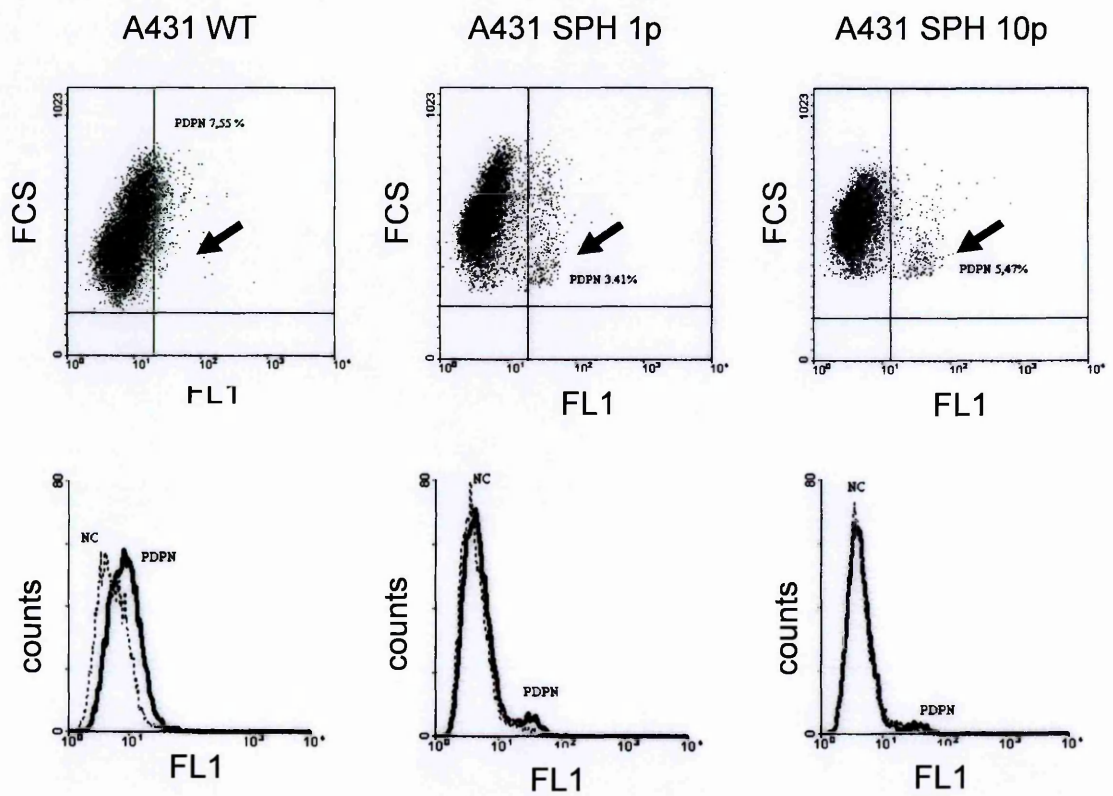 A431 WT
A431 SPH 1p
A431 SPH 10p
FCS
1023
0
PDPN 7,55 %
10⁰ 10¹ 10² 10³ 10⁴
FL1
FCS
1023
0
PDPN 3.41%
10⁰ 10¹ 10² 10³ 10⁴
FL1
FCS
1023
0
PDPN 5,47%
10⁰ 10¹ 10² 10³ 10⁴
FL1
counts
80
0
NC
PDPN
10⁰ 10¹ 10³ 10⁴
FL1
counts
80
0
NC
PDPN
10⁰ 10¹ 10² 10³ 10⁴
FL1
counts
80
0
NC
PDPN
10⁰ 10¹ 10² 10³ 10⁴
FL1